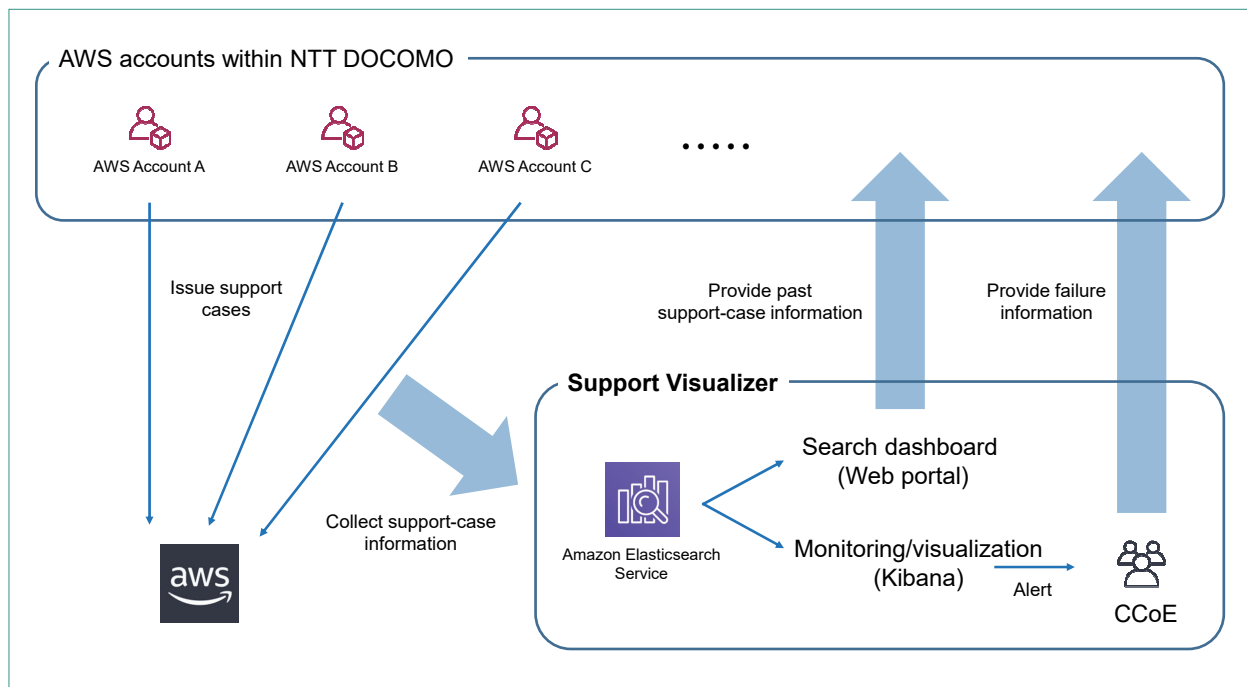 AWS accounts within NTT DOCOMO
AWS Account A
AWS Account B
AWS Account C
.....
Issue support
cases
Provide past
support-case information
Provide failure
information
Collect support-case
information
Support Visualizer
Search dashboard
(Web portal)
Amazon Elasticsearch
Service
Monitoring/visualization
(Kibana)
Alert
CCoE
aws